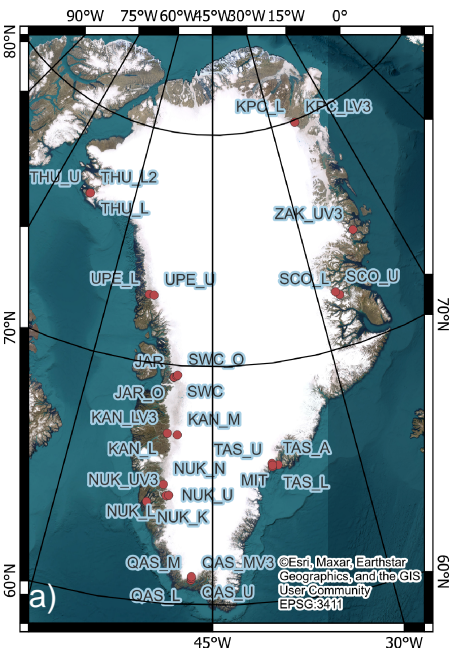 90°W 75°W 60°W 45°W 30°W 15°W 0°
80°N
KPC_L KPC_LV3
THU_U THU_L2
THU_L
ZAK_UV3
UPE_L UPE_U
SCO_L SCO_U
70°N
70°N
JAR SWC_O
JAR_O SWC
KAN_LV3 KAN_M
KAN_L TAS_U TAS_A
NUK_UV3 NUK_N
MIT TAS_L
NUK_U
NUK_L NUK_K
QAS_M QAS_MV3
QAS_L QAS_U
60°N
60°N
a)
©Esri, Maxar, Earthstar
Geographics, and the GIS
User Community
EPSG:3411
45°W 30°W